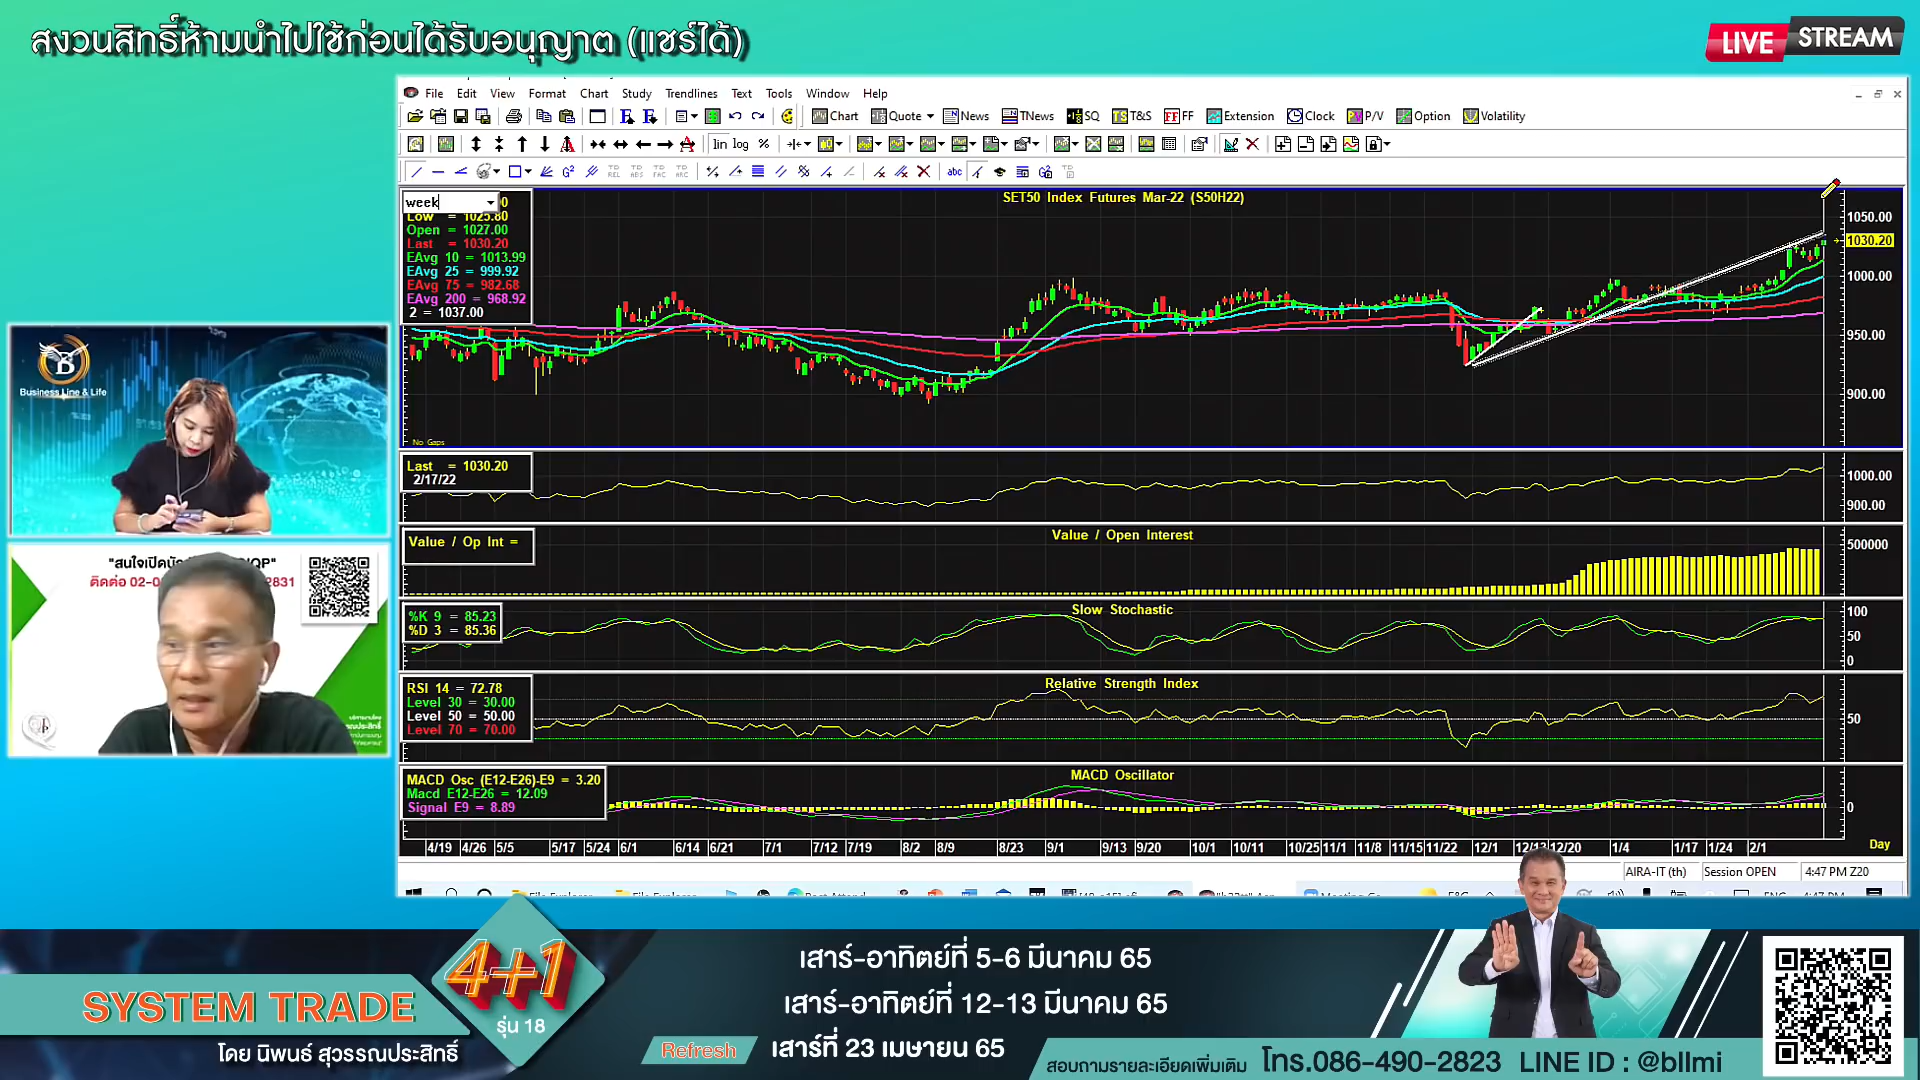 สงวนสิทธิ์ห้ามนำไปใช้ก่อนได้รับอนุญาต (แชร์ได้)
LIVE STREAM
File Edit View Format Chart Study Trendlines Text Tools Window Help
Chart Quote News TNews SQ T&S FF Extension Clock P/V Option Volatility
lin log %
abc
week
SET50 Index Futures Mar-22 (S50H22)
Low = 1025.80
Open = 1027.00
Last = 1030.20
EAvg 10 = 1013.99
EAvg 25 = 999.92
EAvg 75 = 982.68
EAvg 200 = 968.92
2 = 1037.00
1050.00
1030.20
1000.00
950.00
900.00
No Gaps
Last = 1030.20
2/17/22
1000.00
900.00
Value / Op Int =
Value / Open Interest
500000
%K 9 = 85.23
%D 3 = 85.36
Slow Stochastic
100
50
0
RSI 14 = 72.78
Level 30 = 30.00
Level 50 = 50.00
Level 70 = 70.00
Relative Strength Index
50
MACD Osc (E12-E26)-E9 = 3.20
Macd E12-E26 = 12.09
Signal E9 = 8.89
MACD Oscillator
0
4/19 4/26 5/5 5/17 5/24 6/1 6/14 6/21 7/1 7/12 7/19 8/2 8/9 8/23 9/1 9/13 9/20 10/1 10/11 10/25 11/1 11/8 11/15 11/22 12/1 12/13 12/20 1/4 1/17 1/24 2/1 Day
AIRA-IT (th) Session OPEN 4:47 PM Z20
Business Line & Life
ติดต่อ 02-0
2831
SYSTEM TRADE
4+1
รุ่น 18
โดย นิพนธ์ สุวรรณประสิทธิ์
เสาร์-อาทิตย์ที่ 5-6 มีนาคม 65
เสาร์-อาทิตย์ที่ 12-13 มีนาคม 65
Refresh เสาร์ที่ 23 เมษายน 65
สอบถามรายละเอียดเพิ่มเติม โทร.086-490-2823 LINE ID : @bllmi